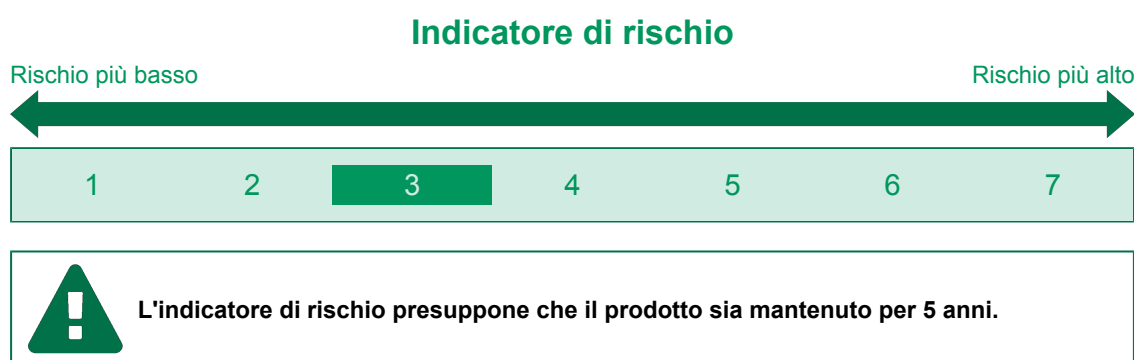 Indicatore di rischio
Rischio più basso Rischio più alto
1 2 3 4 5 6 7
L'indicatore di rischio presuppone che il prodotto sia mantenuto per 5 anni.